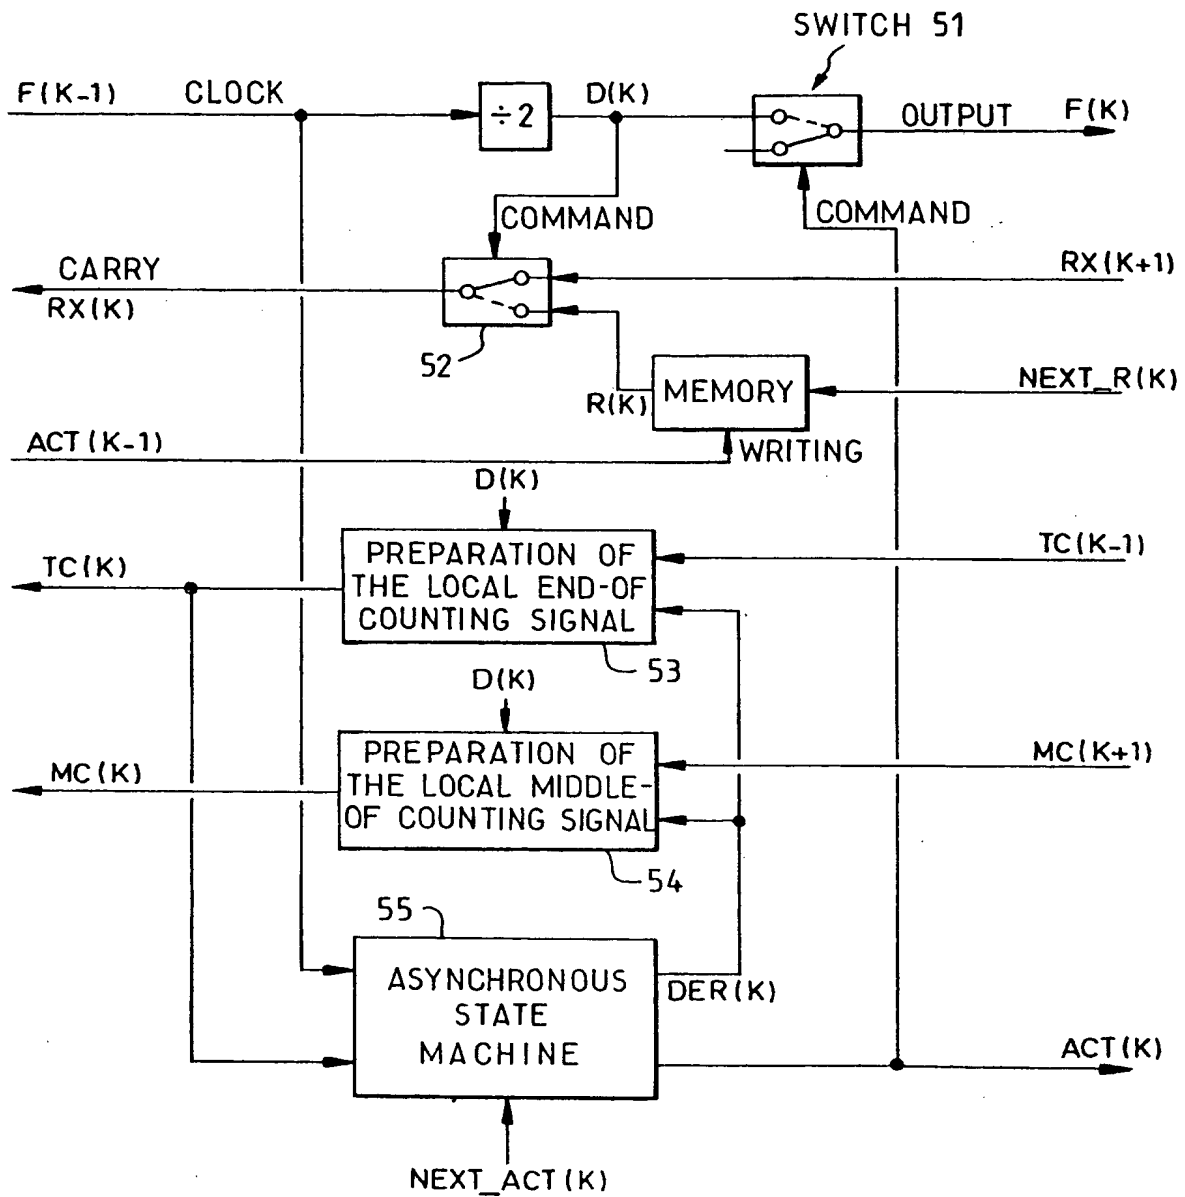 SWITCH 51
F(K-1) CLOCK
÷2
D(K)
OUTPUT
F(K)
COMMAND
COMMAND
CARRY
RX(K)
RX(K+1)
52
R(K)
MEMORY
NEXT_R(K)
ACT(K-1)
WRITING
D(K)
PREPARATION OF
THE LOCAL END-OF
COUNTING SIGNAL
TC(K)
TC(K-1)
53
D(K)
PREPARATION OF
THE LOCAL MIDDLE-
OF COUNTING SIGNAL
MC(K)
MC(K+1)
54
55
ASYNCHRONOUS
STATE
MACHINE
DER(K)
ACT(K)
NEXT_ACT(K)